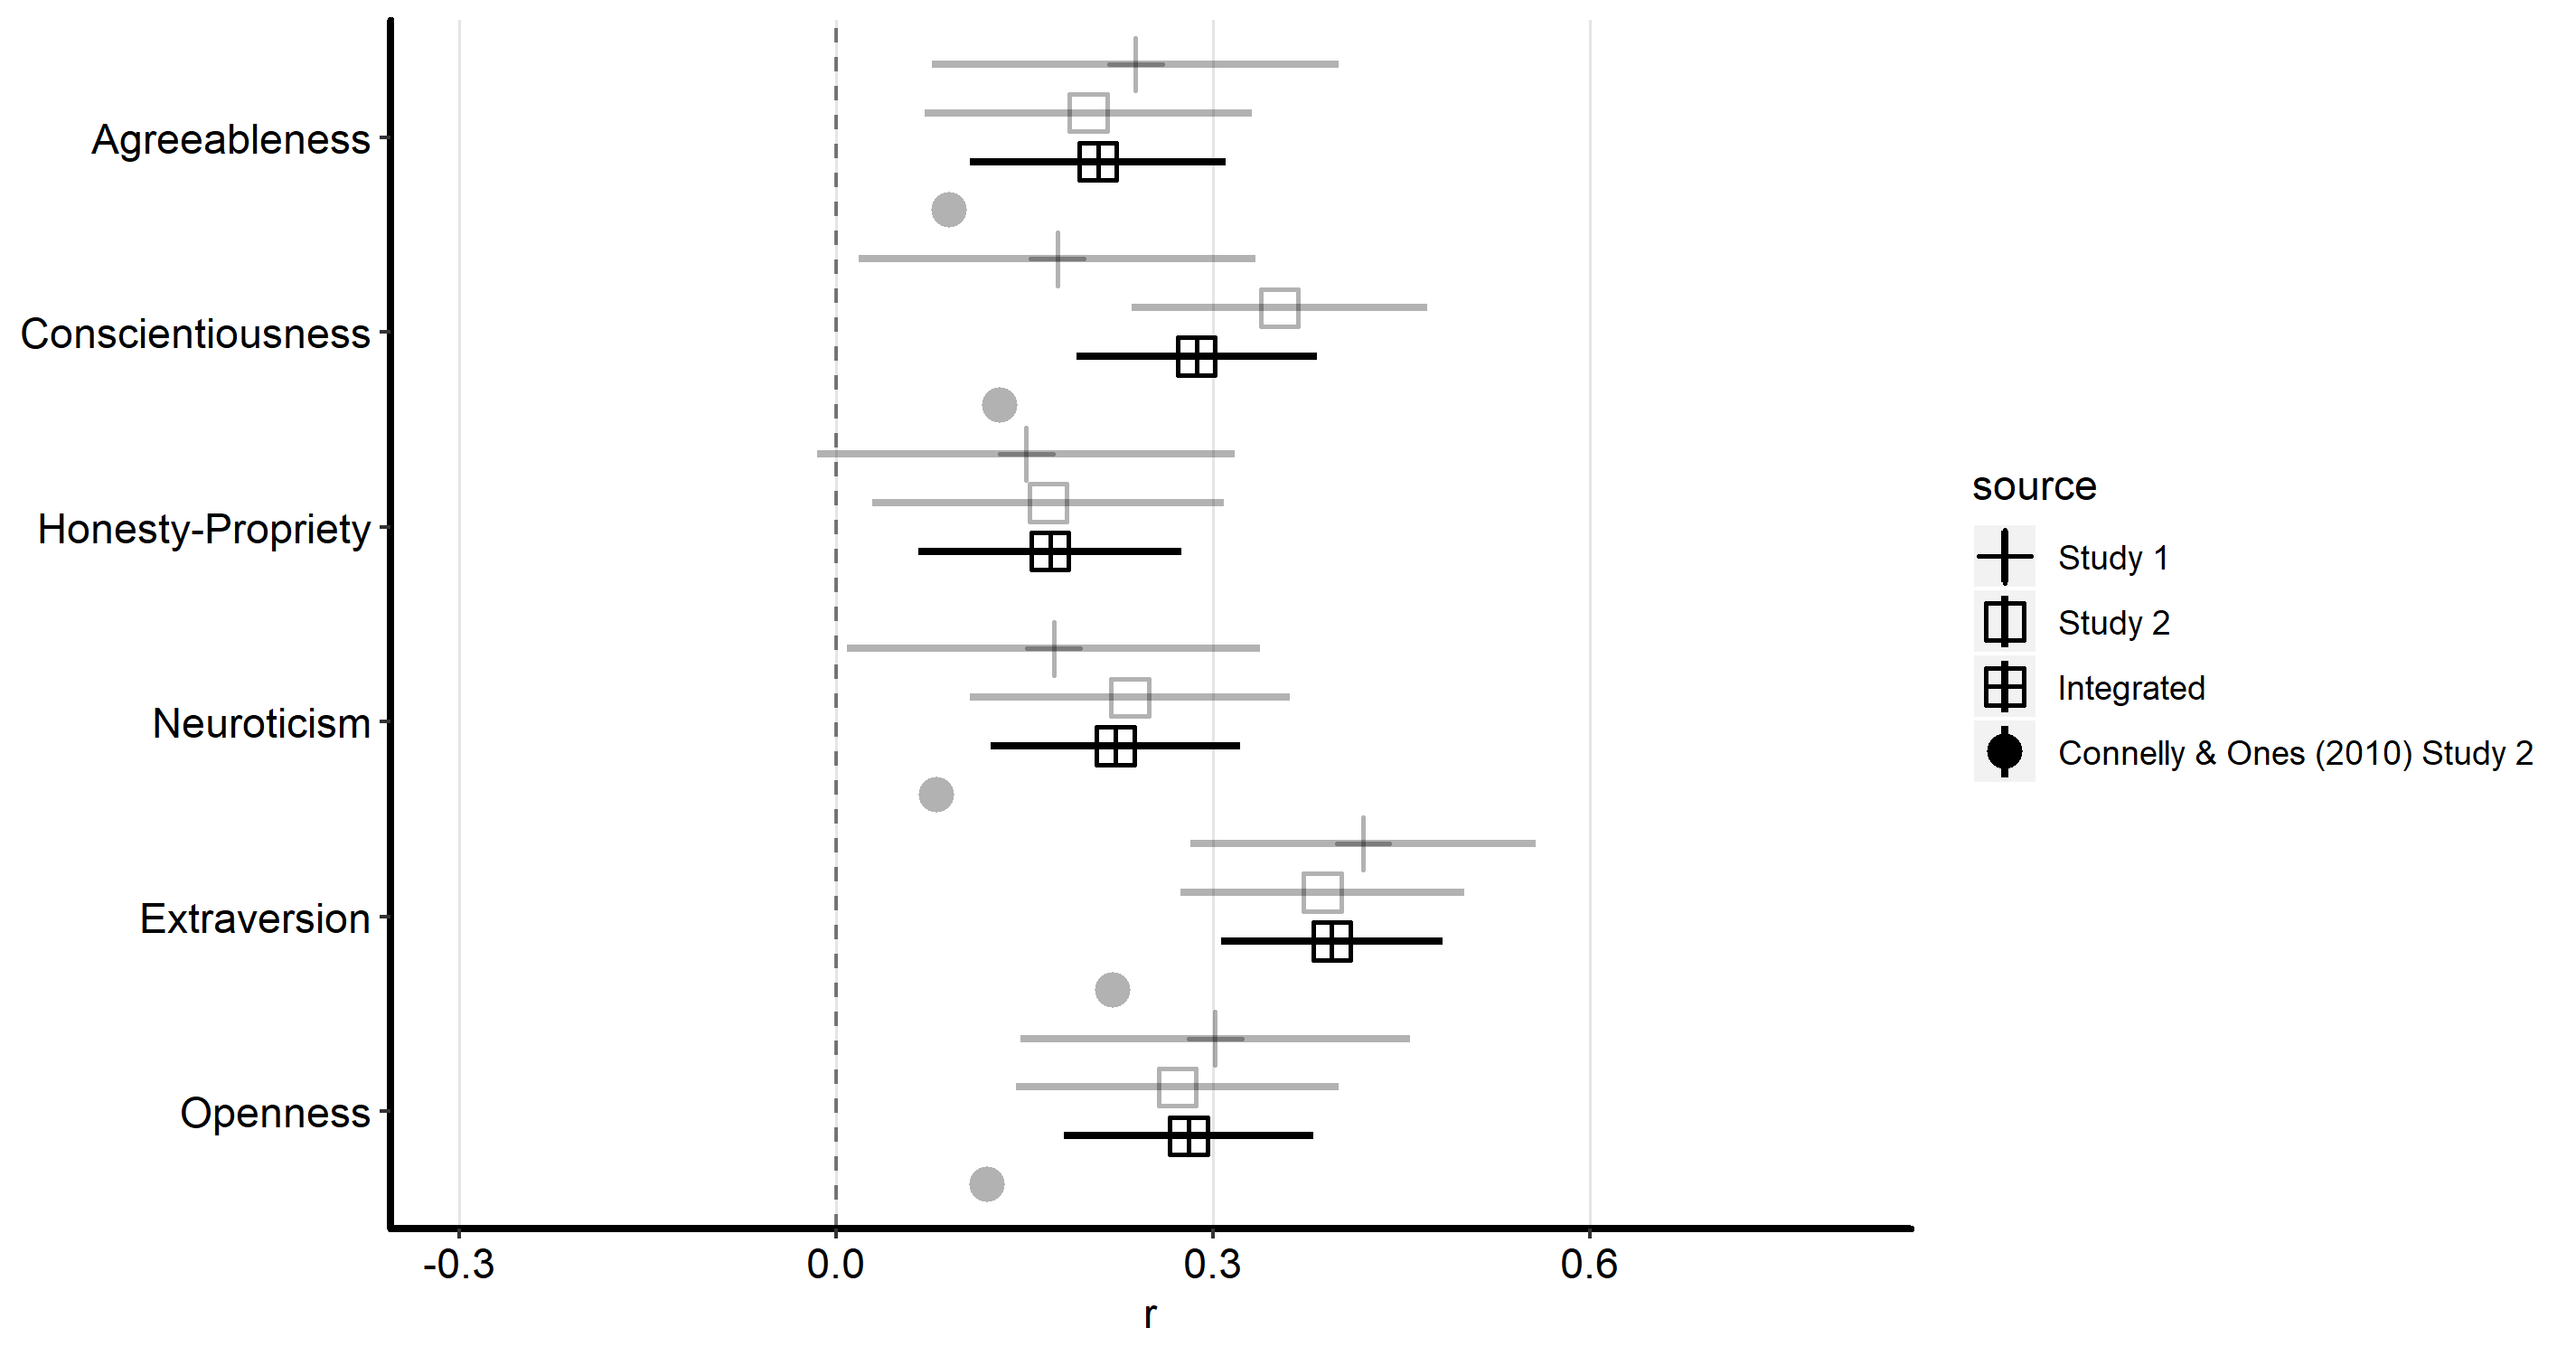 Agreeableness
Conscientiousness
Honesty-Propriety
Neuroticism
Extraversion
Openness
-0.3
0.0
0.3
0.6
r
source
Study 1
Study 2
Integrated
Connelly & Ones (2010) Study 2